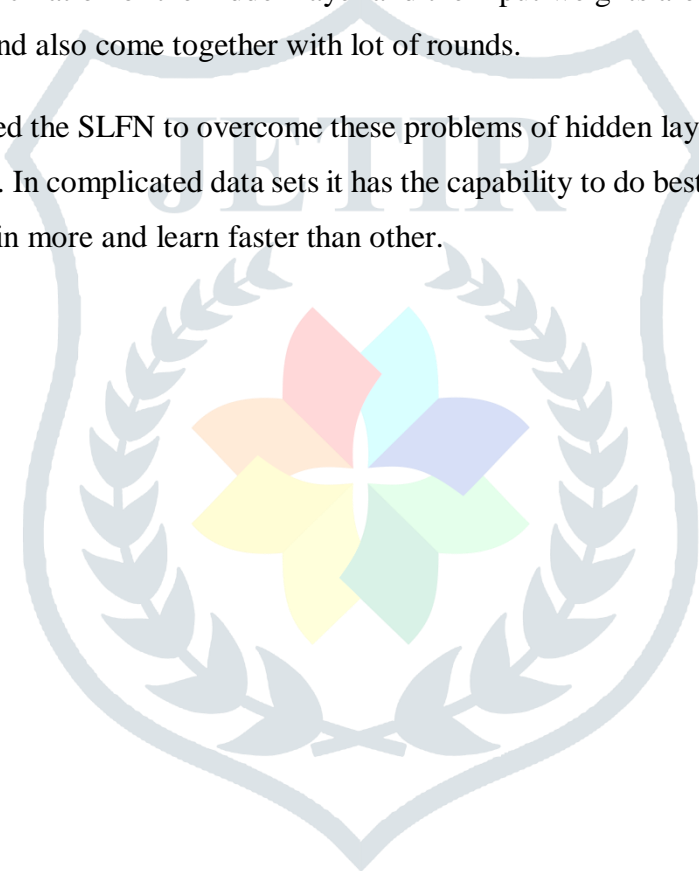 nd also come together with lot of rounds.
ed the SLFN to overcome these problems of hidden lay
. In complicated data sets it has the capability to do best
in more and learn faster than other.
JETIR